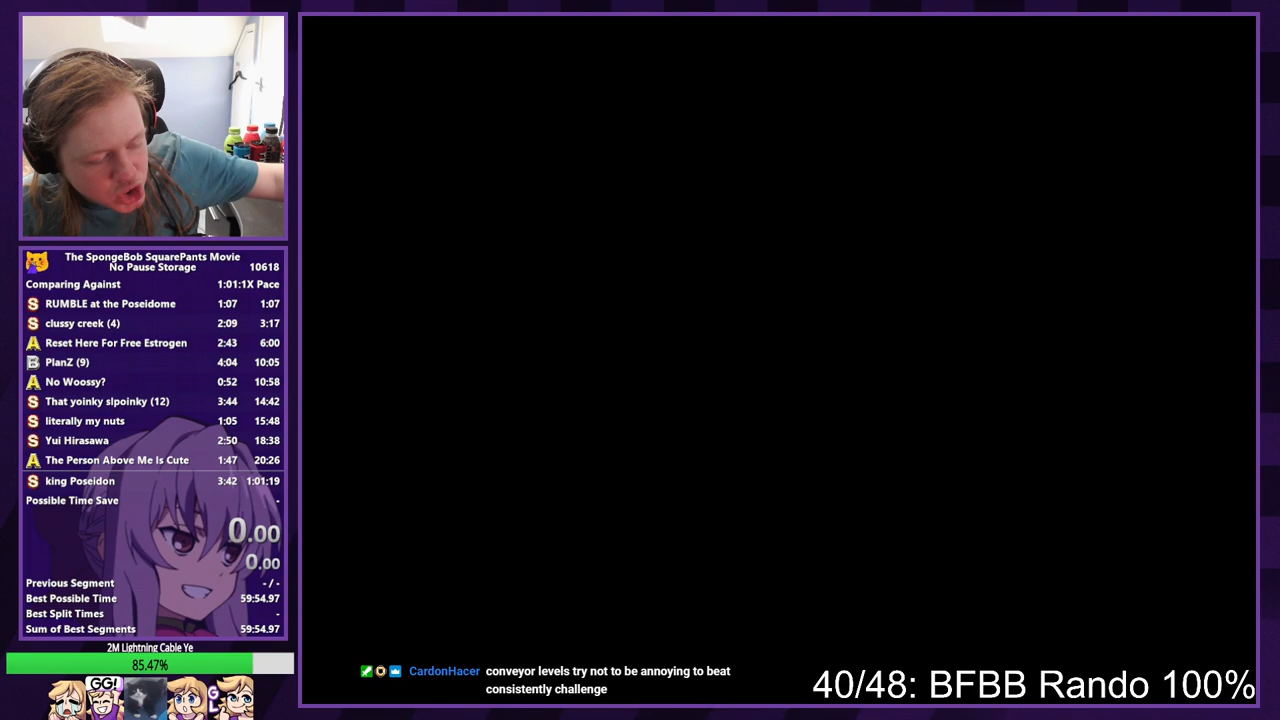 The SpongeBob SquarePants Movie
No Pause Storage 10618
Comparing Against 1:01:1X Pace
S RUMBLE at the Poseidome 1:07 1:07
S clussy creek (4) 2:09 3:17
A Reset Here For Free Estrogen 2:43 6:00
B PlanZ (9) 4:04 10:05
A No Woossy? 0:52 10:58
S That yoinky slpoinky (12) 3:44 14:42
S literally my nuts 1:05 15:48
S Yui Hirasawa 2:50 18:38
A The Person Above Me Is Cute 1:47 20:26
S king Poseidon 3:42 1:01:19
Possible Time Save -
0.00
0.00
Previous Segment - / -
Best Possible Time 59:54.97
Best Split Times -
Sum of Best Segments 59:54.97
2M Lightning Cable Ye
85.47%
GG!
GL
CardonHacer conveyor levels try not to be annoying to beat
consistently challenge
40/48: BFBB Rando 100%